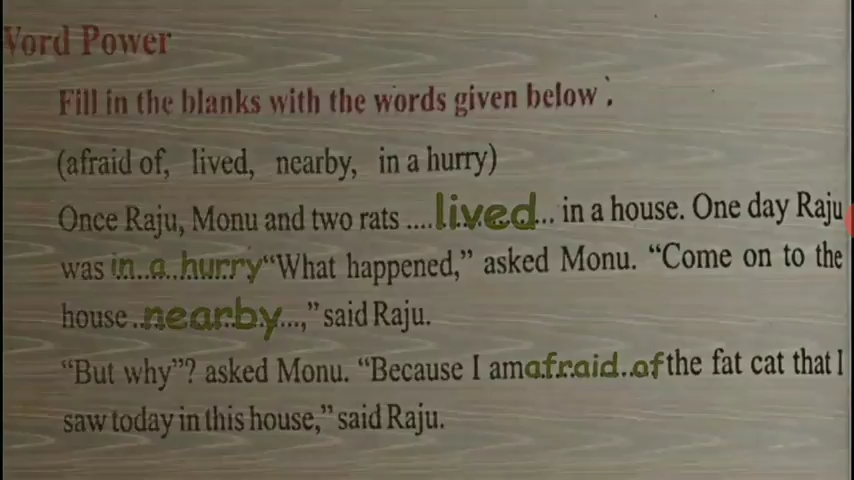 Word Power
Fill in the blanks with the words given below :
(afraid of, lived, nearby, in a hurry)
Once Raju, Monu and two rats ....lived... in a house. One day Raju
was in a hurry “What happened,” asked Monu. “Come on to the
house ..nearby...,” said Raju.
“But why”? asked Monu. “Because I am afraid of the fat cat that I
saw today in this house,” said Raju.